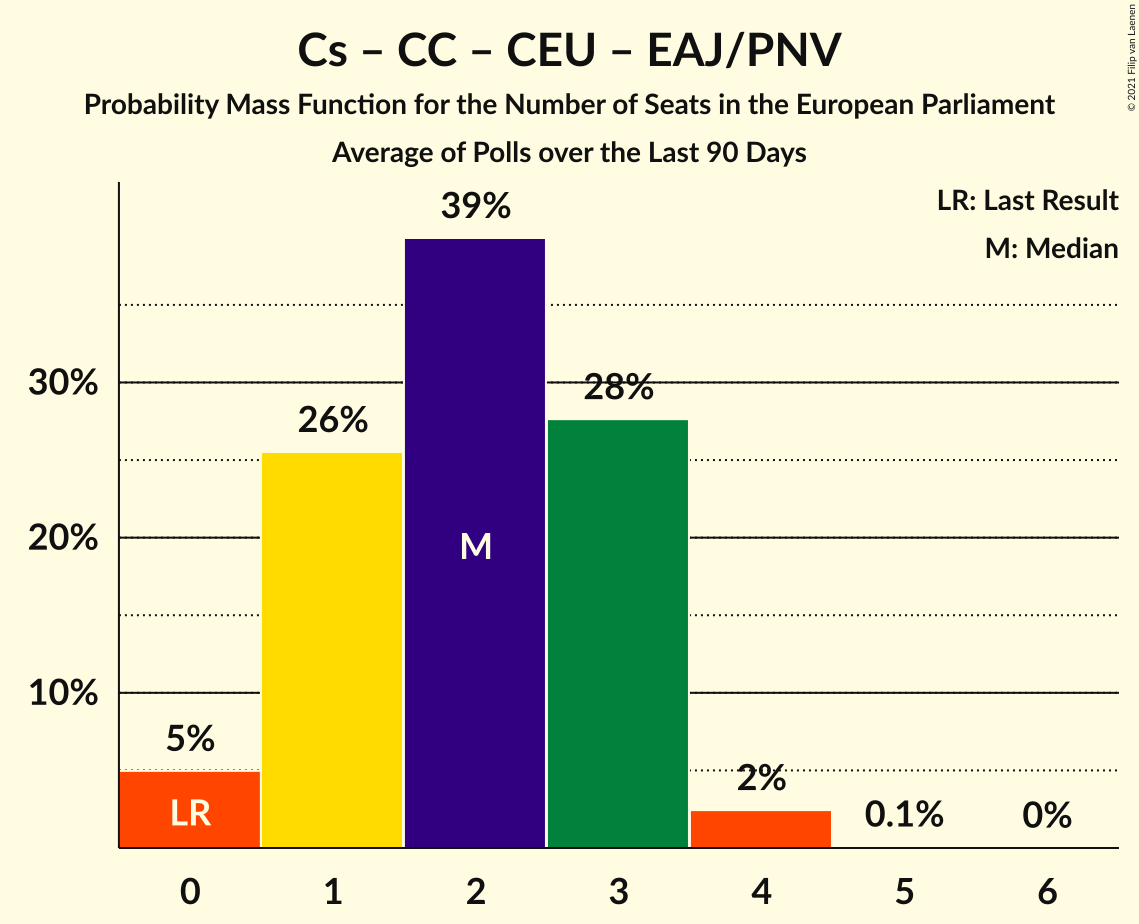 Cs – CC – CEU – EAJ/PNV
Probability Mass Function for the Number of Seats in the European Parliament
Average of Polls over the Last 90 Days
© 2021 Filip van Laenen
LR: Last Result
M: Median
39%
30%
28%
26%
20%
M
10%
5%
2%
LR
0.1%
0%
0 1 2 3 4 5 6